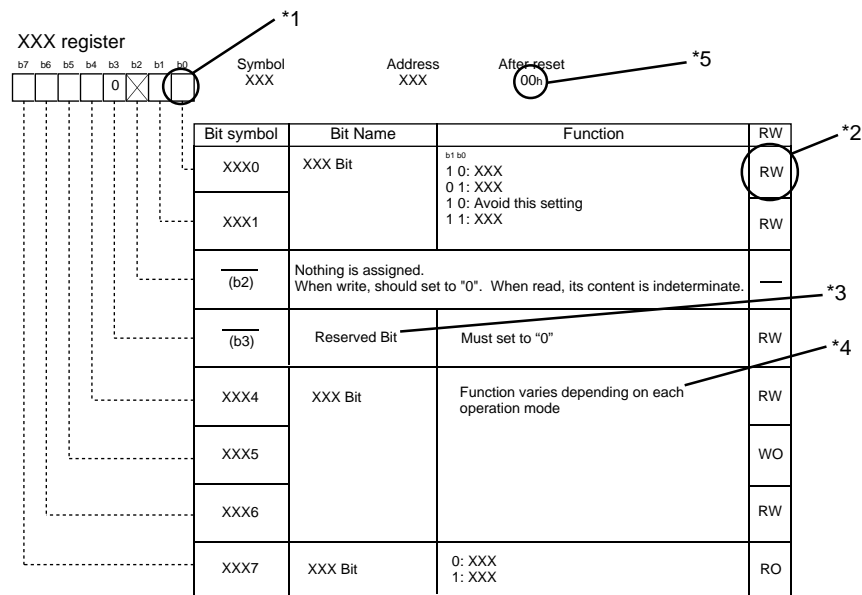 *1
XXX register
b7 b6 b5 b4 b3 b2 b1 b0
Symbol Address After reset
XXX XXX 00h
*5
0
Bit symbol Bit Name Function RW
*2
XXX0 XXX Bit RW
b1 b0
1 0: XXX
0 1: XXX
1 0: Avoid this setting
1 1: XXX
XXX1 RW
(b2) Nothing is assigned.
When write, should set to "0". When read, its content is indeterminate. —
*3
(b3) Reserved Bit Must set to “0” RW
*4
XXX4 XXX Bit Function varies depending on each RW
operation mode
XXX5 WO
XXX6 RW
XXX7 XXX Bit 0: XXX RO
1: XXX